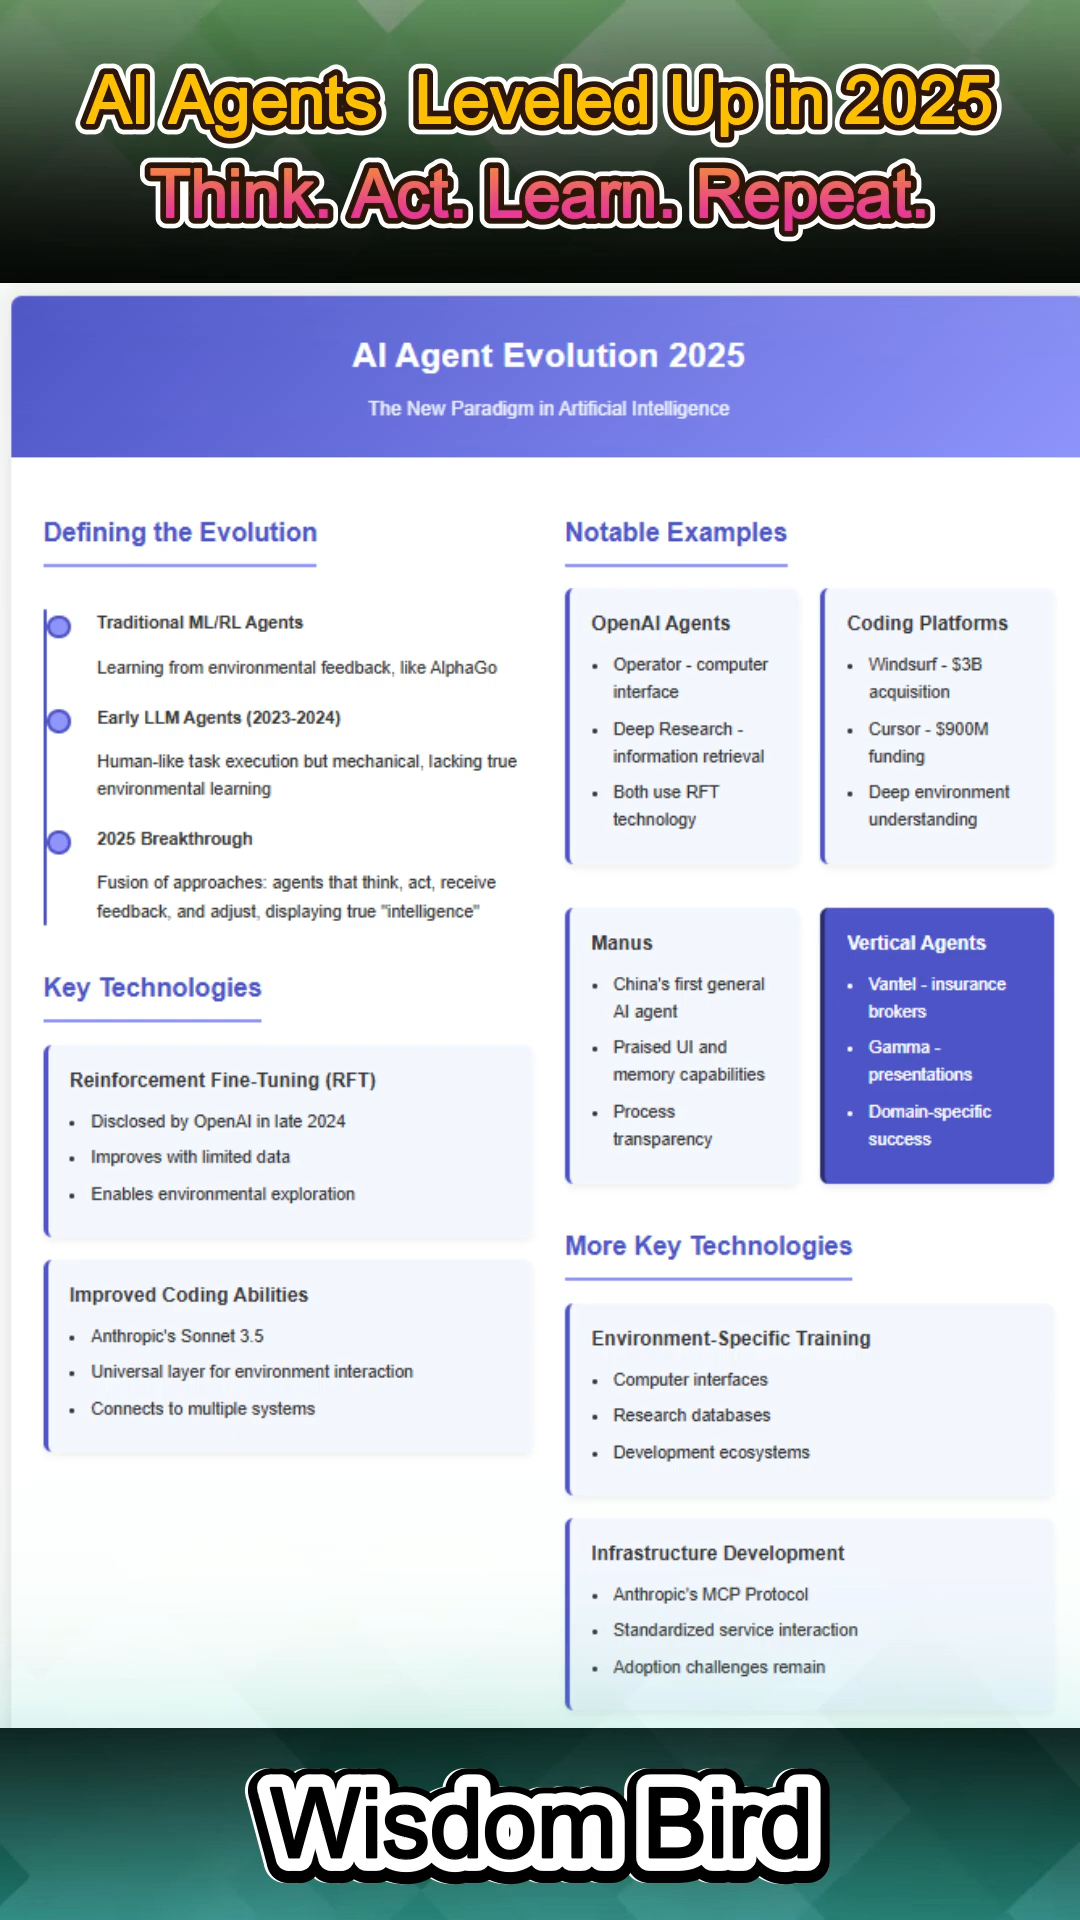 AI Agents Leveled Up in 2025
Think. Act. Learn. Repeat.
AI Agent Evolution 2025
The New Paradigm in Artificial Intelligence
Defining the Evolution
Traditional ML/RL Agents
Learning from environmental feedback, like AlphaGo
Early LLM Agents (2023-2024)
Human-like task execution but mechanical, lacking true
environmental learning
2025 Breakthrough
Fusion of approaches: agents that think, act, receive
feedback, and adjust, displaying true "intelligence"
Key Technologies
Reinforcement Fine-Tuning (RFT)
• Disclosed by OpenAI in late 2024
• Improves with limited data
• Enables environmental exploration
Improved Coding Abilities
• Anthropic's Sonnet 3.5
• Universal layer for environment interaction
• Connects to multiple systems
Notable Examples
OpenAI Agents
• Operator - computer
interface
• Deep Research -
information retrieval
• Both use RFT
technology
Coding Platforms
• Windsurf - $3B
acquisition
• Cursor - $900M
funding
• Deep environment
understanding
Manus
• China's first general
AI agent
• Praised UI and
memory capabilities
• Process
transparency
Vertical Agents
• Vantel - insurance
brokers
• Gamma -
presentations
• Domain-specific
success
More Key Technologies
Environment-Specific Training
• Computer interfaces
• Research databases
• Development ecosystems
Infrastructure Development
• Anthropic's MCP Protocol
• Standardized service interaction
• Adoption challenges remain
Wisdom Bird